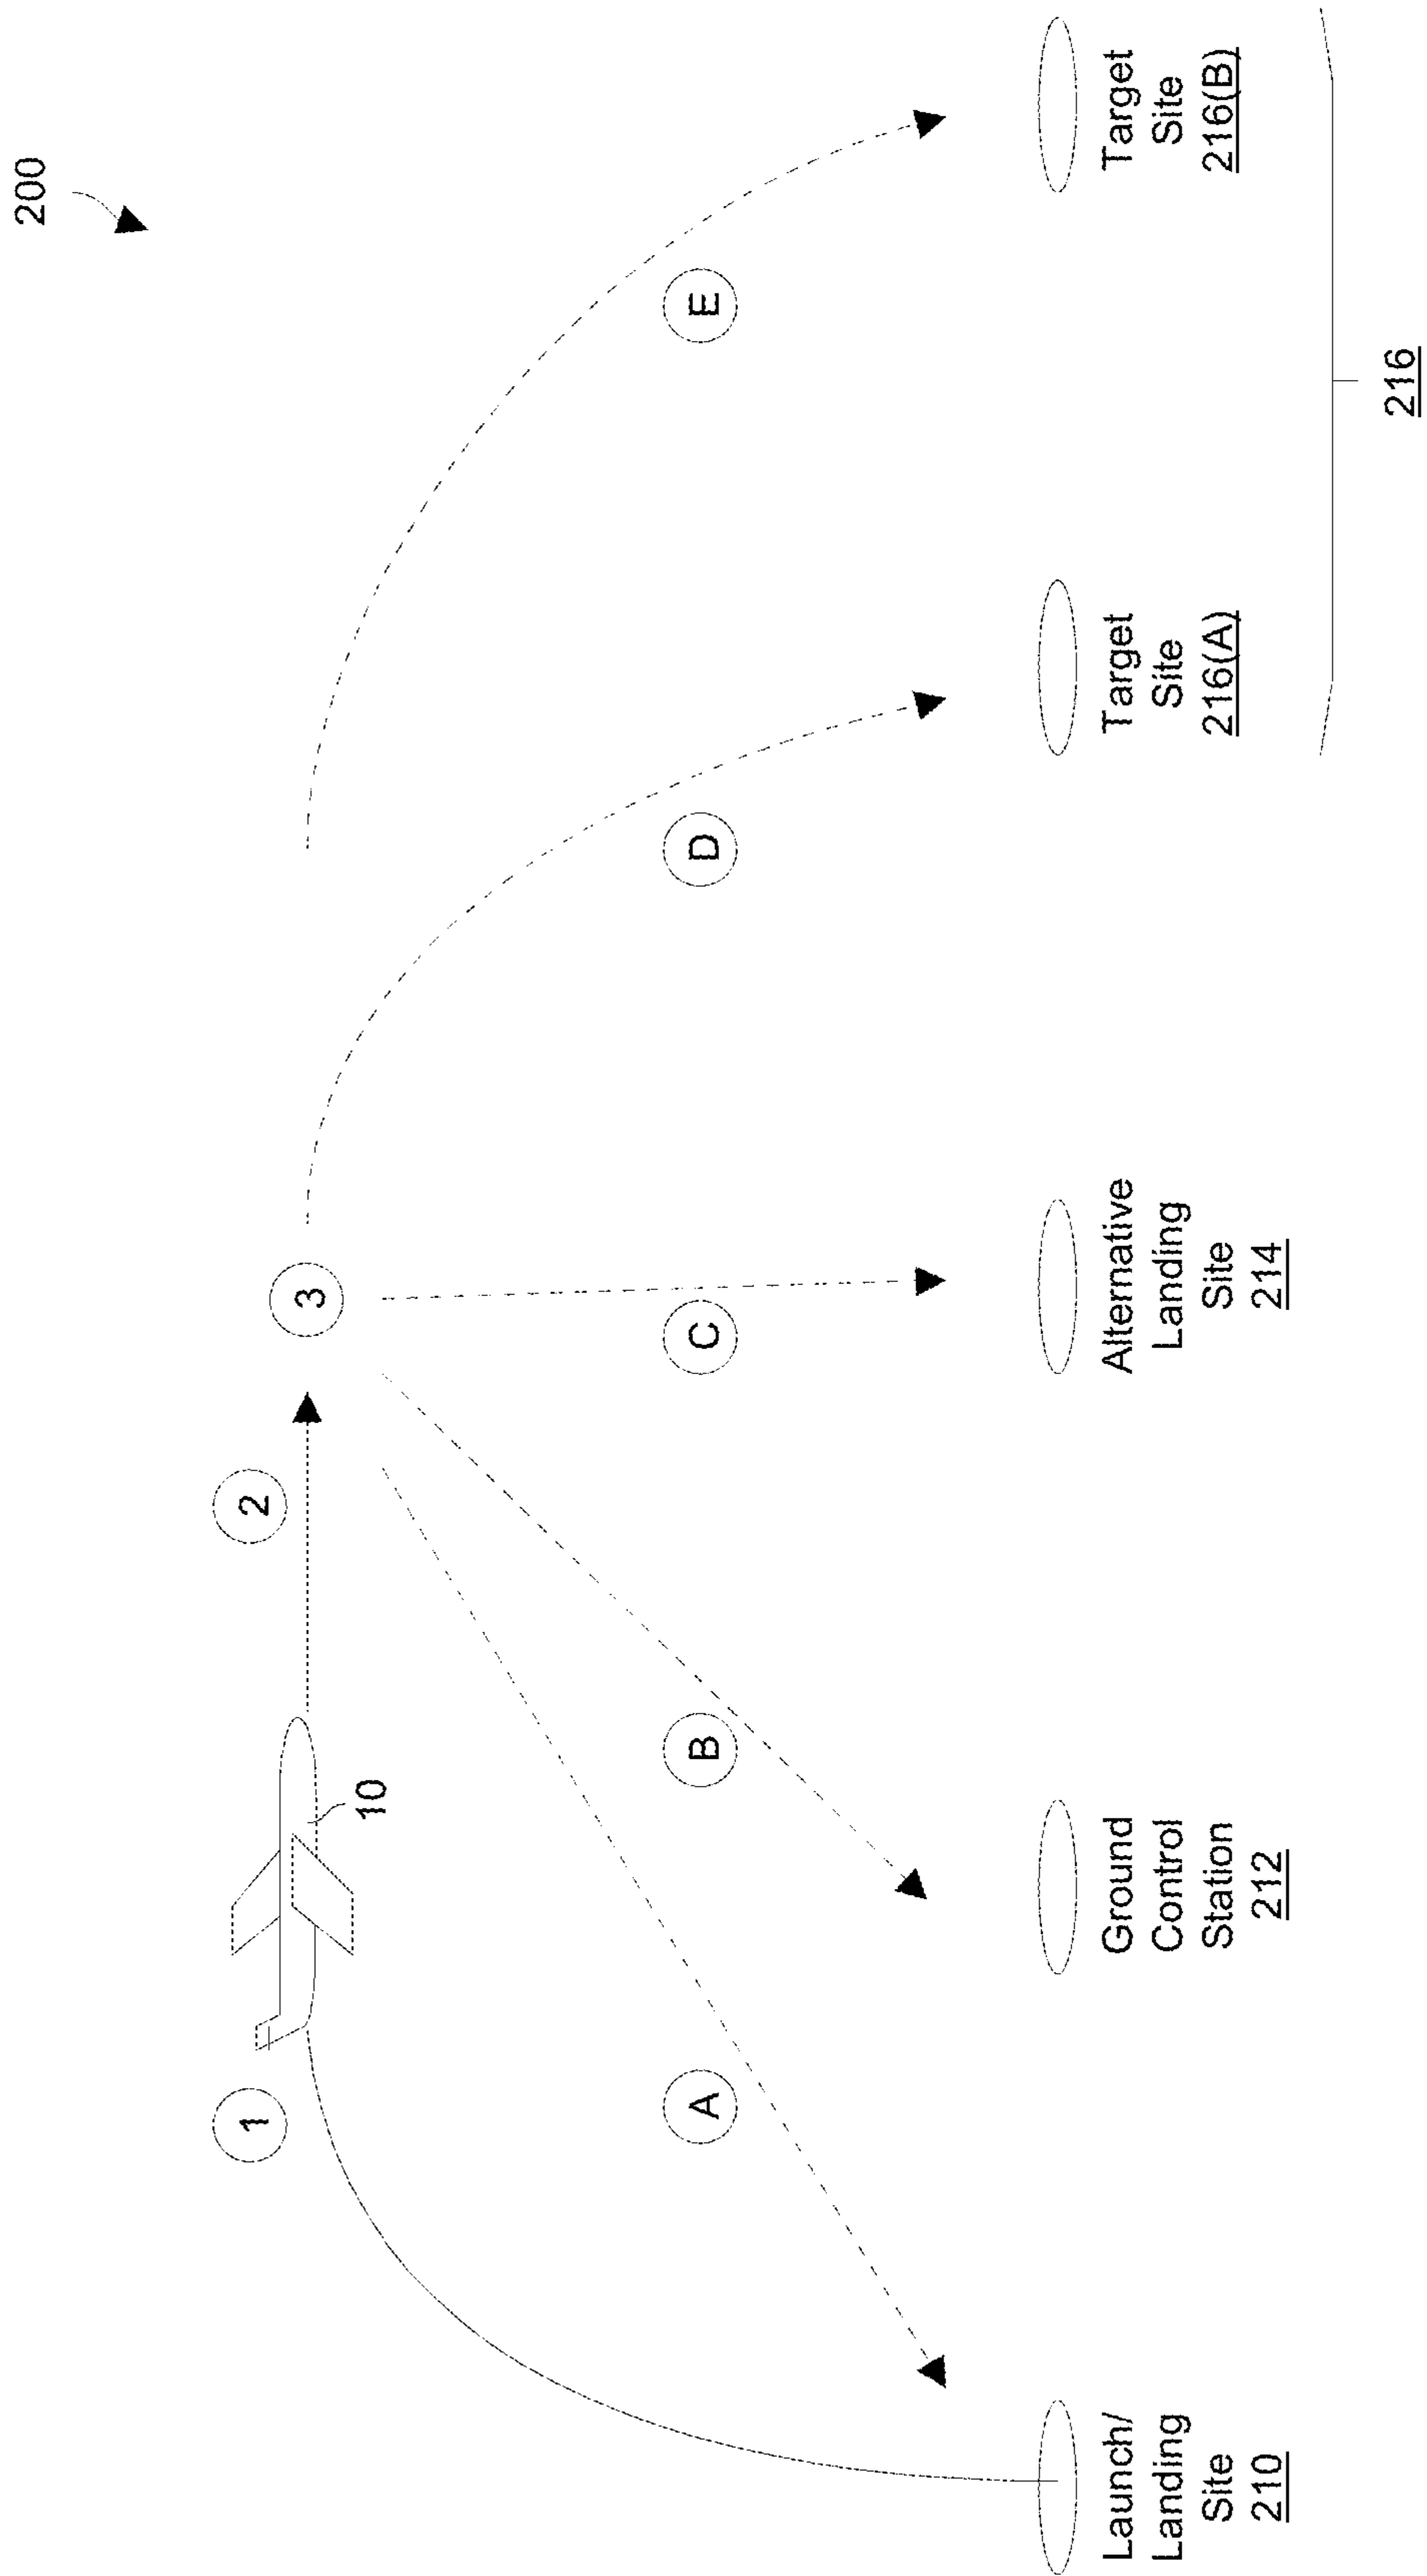 200
1
2
3
10
A
B
C
D
E
Launch/
Landing
Site
210
Ground
Control
Station
212
Alternative
Landing
Site
214
Target
Site
216(A)
Target
Site
216(B)
216